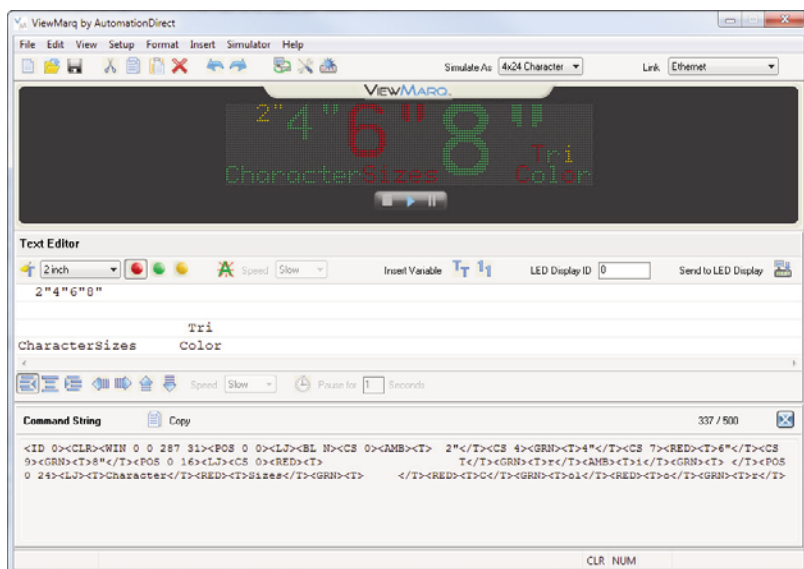 ViewMarq by AutomationDirect
File Edit View Setup Format Insert Simulator Help
Simulate As 4x24 Character Link Ethernet
VIEWMARQ
2"4"6"8"
Tri
CharacterSizes Color
Text Editor
2 inch Speed Slow Insert Variable TT 11 LED Display ID 0 Send to LED Display
2"4"6"8"
Tri
CharacterSizes Color
Speed Slow Pause for 1 Seconds
Command String Copy 337 / 500
<ID 0><CLR><WIN 0 0 287 31><POS 0 0><LJ><BL N><CS 0><AMB><T> 2"</T><CS 4><GRN><T>4"</T><CS 7><RED><T>6"</T><CS
9><GRN><T>8"</T><POS 0 16><LJ><CS 0><RED><T> T</T><GRN><T>r</T><AMB><T>i</T><GRN><T> </T><POS
0 24><LJ><T>Character</T><RED><T>Sizes</T><GRN><T> </T><RED><T>C</T><GRN><T>ol</T><RED><T>o</T><GRN><T>r</T>
CLR NUM